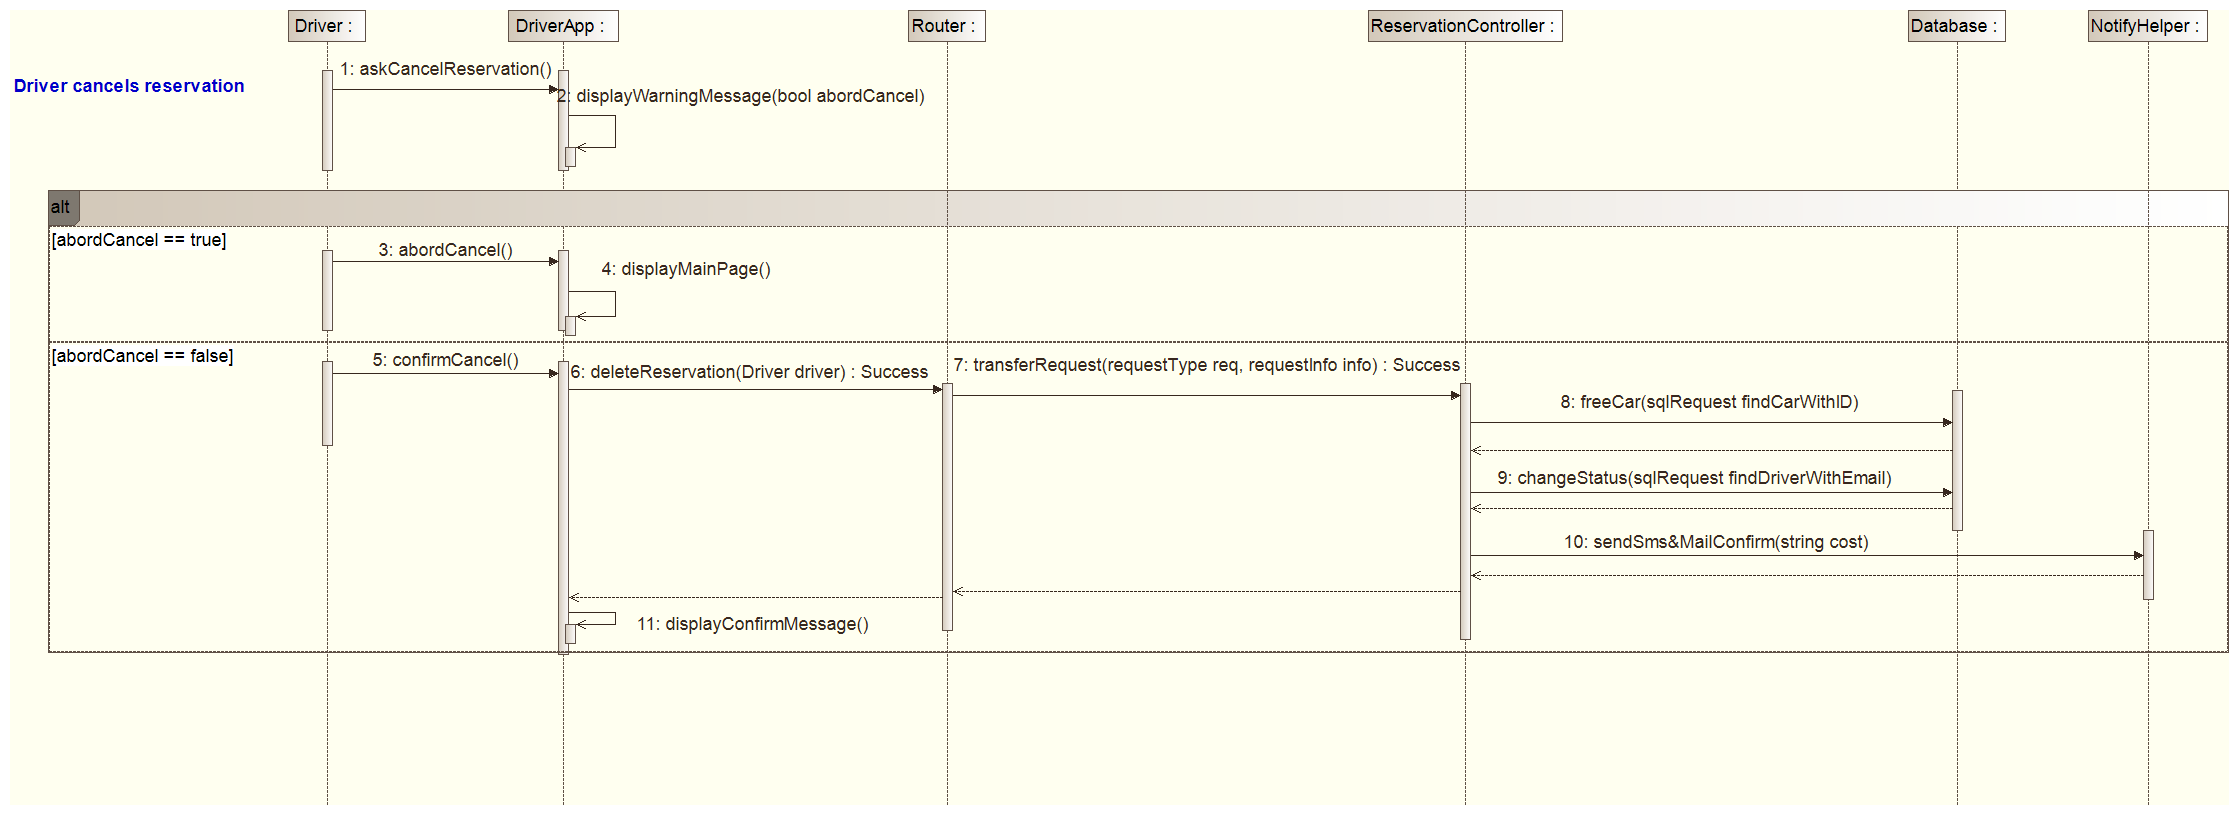 Driver :
DriverApp :
Router :
ReservationController :
Database :
NotifyHelper :
Driver cancels reservation
1: askCancelReservation()
2: displayWarningMessage(bool abordCancel)
alt
[abordCancel == true]
3: abordCancel()
4: displayMainPage()
[abordCancel == false]
5: confirmCancel()
6: deleteReservation(Driver driver) : Success
7: transferRequest(requestType req, requestInfo info) : Success
8: freeCar(sqlRequest findCarWithID)
9: changeStatus(sqlRequest findDriverWithEmail)
10: sendSms&MailConfirm(string cost)
11: displayConfirmMessage()